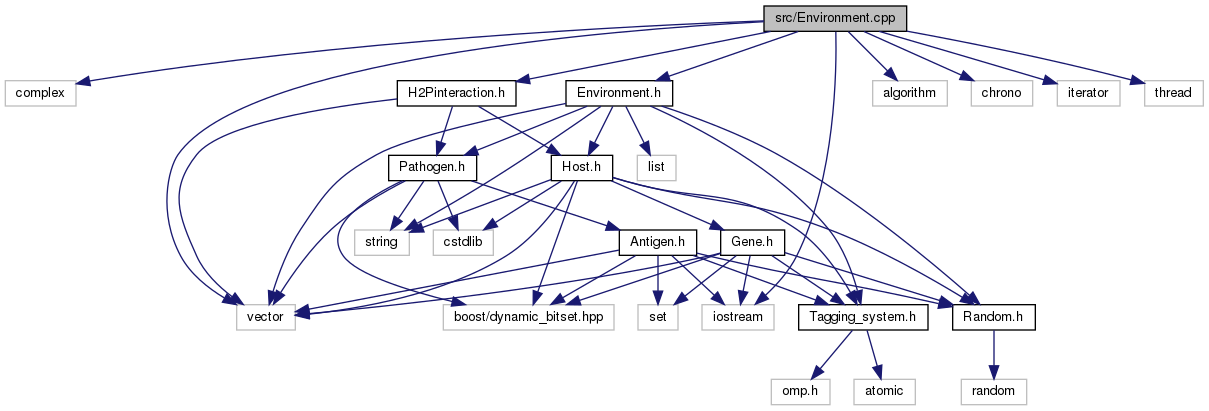 src/Environment.cpp
complex
H2Pinteraction.h
Environment.h
algorithm
chrono
iterator
thread
Pathogen.h
Host.h
list
string
cstdlib
Antigen.h
Gene.h
vector
boost/dynamic_bitset.hpp
set
iostream
Tagging_system.h
Random.h
omp.h
atomic
random